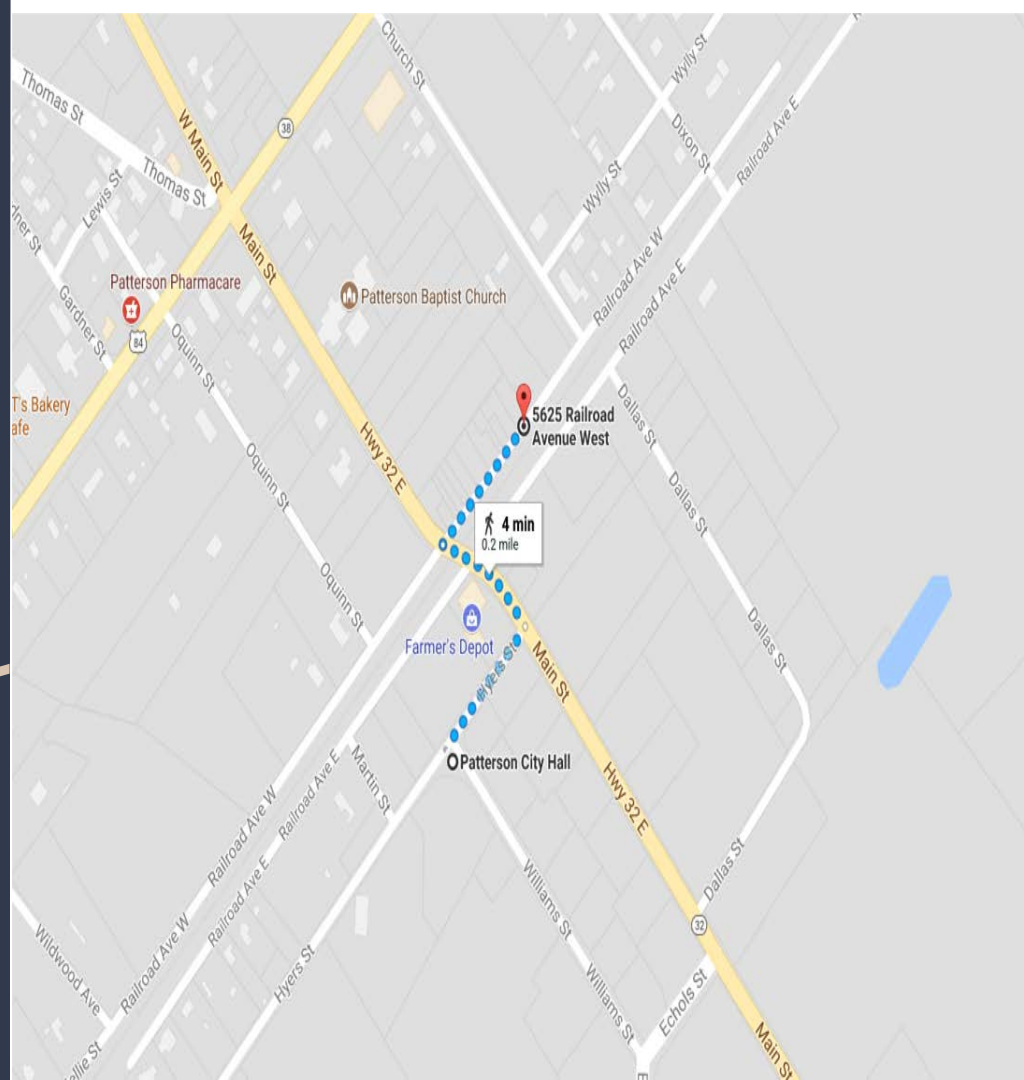 Church St
Wylly St
Thomas St
38
W Main St
Dixon St
Railroad Ave E
Thomas St
Lewis St
Wylly St
Main St
Railroad Ave W
Patterson Pharmacare
Patterson Baptist Church
Railroad Ave E
Gardner St
84
Oquinn St
T's Bakery
5625 Railroad
Avenue West
Dallas St
Hwy 32 E
Oquinn St
Dallas St
4 min
0.2 mile
Oquinn St
Farmer's Depot
Hyers St
Main St
Dallas St
Patterson City Hall
Railroad Ave E
Martin St
Railroad Ave W
Hwy 32 E
Railroad Ave E
Dallas St
Williams St
32
Railroad Ave W
Wildwood Ave
Hyers St
Williams St
Echols St
Main St